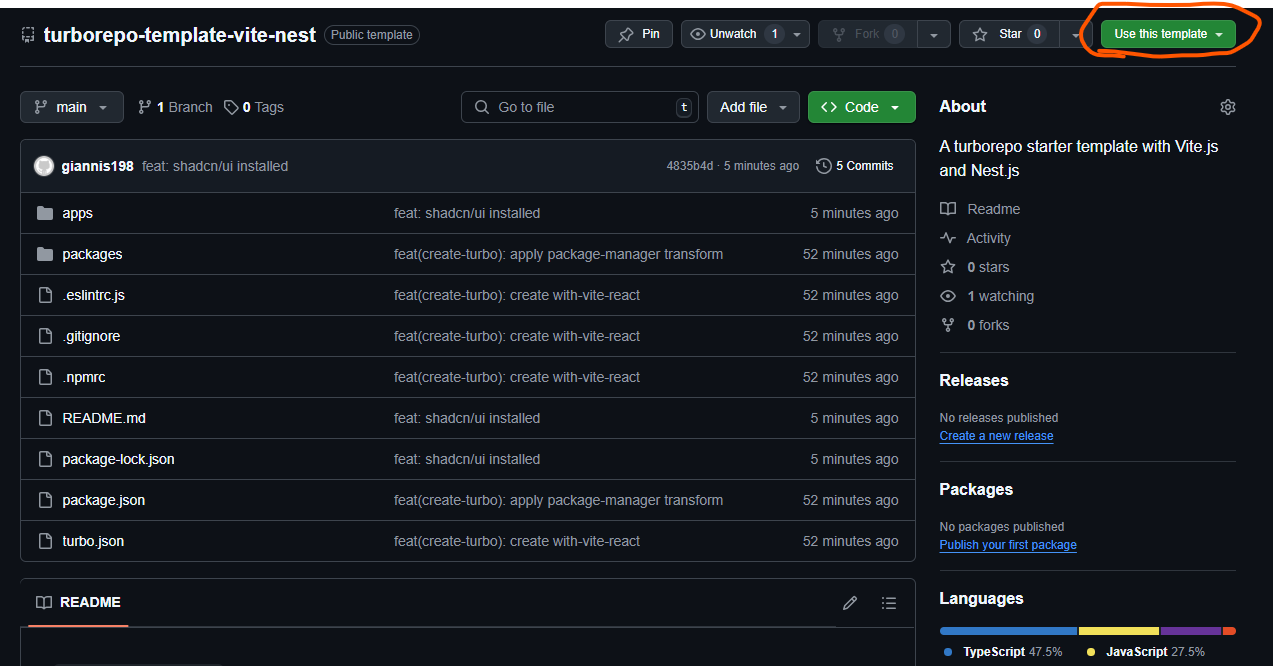 turborepo-template-vite-nest Public template Pin Unwatch 1 Fork 0 Star 0 Use this template
main 1 Branch 0 Tags Go to file t Add file Code
giannis198 feat: shadcn/ui installed 4835b4d · 5 minutes ago 5 Commits
apps feat: shadcn/ui installed 5 minutes ago
packages feat(create-turbo): apply package-manager transform 52 minutes ago
.eslintrc.js feat(create-turbo): create with-vite-react 52 minutes ago
.gitignore feat(create-turbo): create with-vite-react 52 minutes ago
.npmrc feat(create-turbo): create with-vite-react 52 minutes ago
README.md feat: shadcn/ui installed 5 minutes ago
package-lock.json feat: shadcn/ui installed 5 minutes ago
package.json feat(create-turbo): apply package-manager transform 52 minutes ago
turbo.json feat(create-turbo): create with-vite-react 52 minutes ago
README
About
A turborepo starter template with Vite.js
and Nest.js
Readme
Activity
0 stars
1 watching
0 forks
Releases
No releases published
Create a new release
Packages
No packages published
Publish your first package
Languages
TypeScript 47.5% JavaScript 27.5%